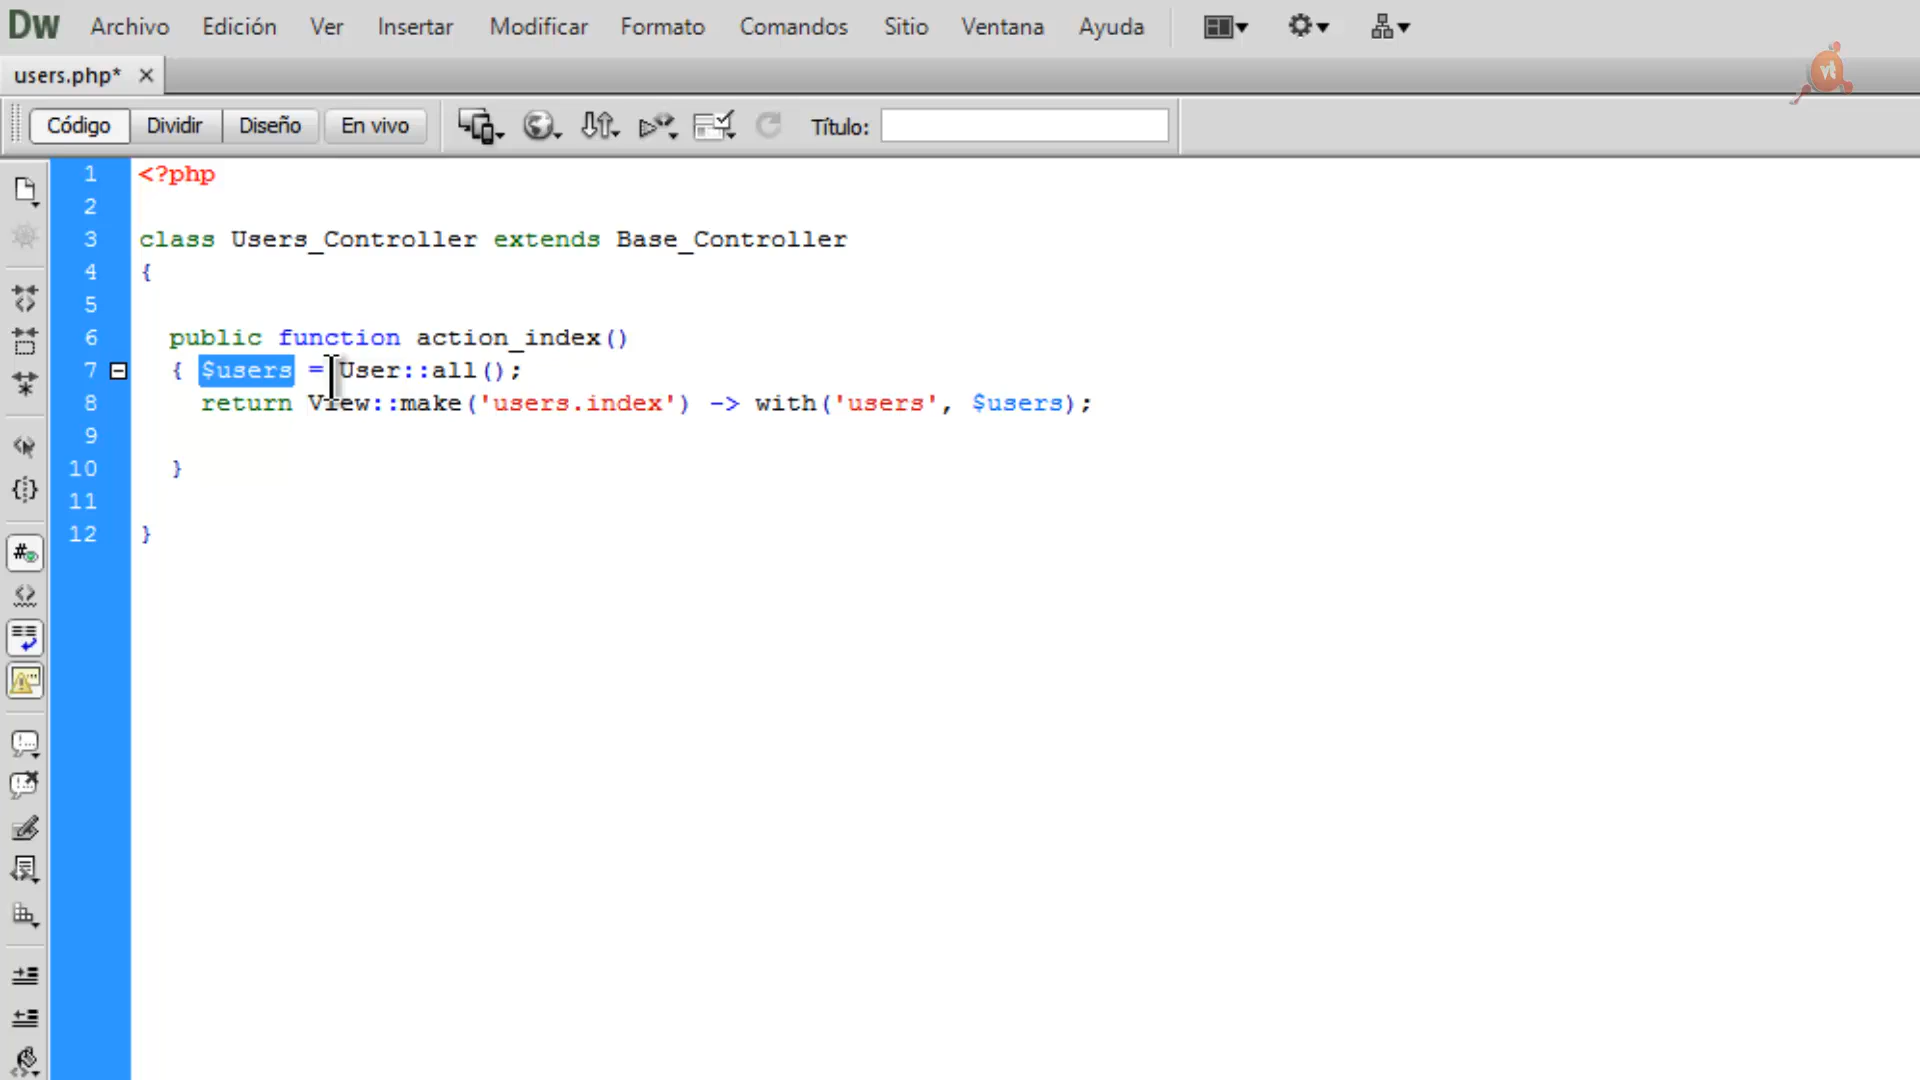 Dw Archivo Edición Ver Insertar Modificar Formato Comandos Sitio Ventana Ayuda
vt
users.php*
Código Dividir Diseño En vivo Título:
1 <?php
2
3 class Users_Controller extends Base_Controller
4 {
5
6 public function action_index()
7 { $users = User::all();
8 return View::make('users.index') -> with('users', $users);
9
10 }
11
12 }